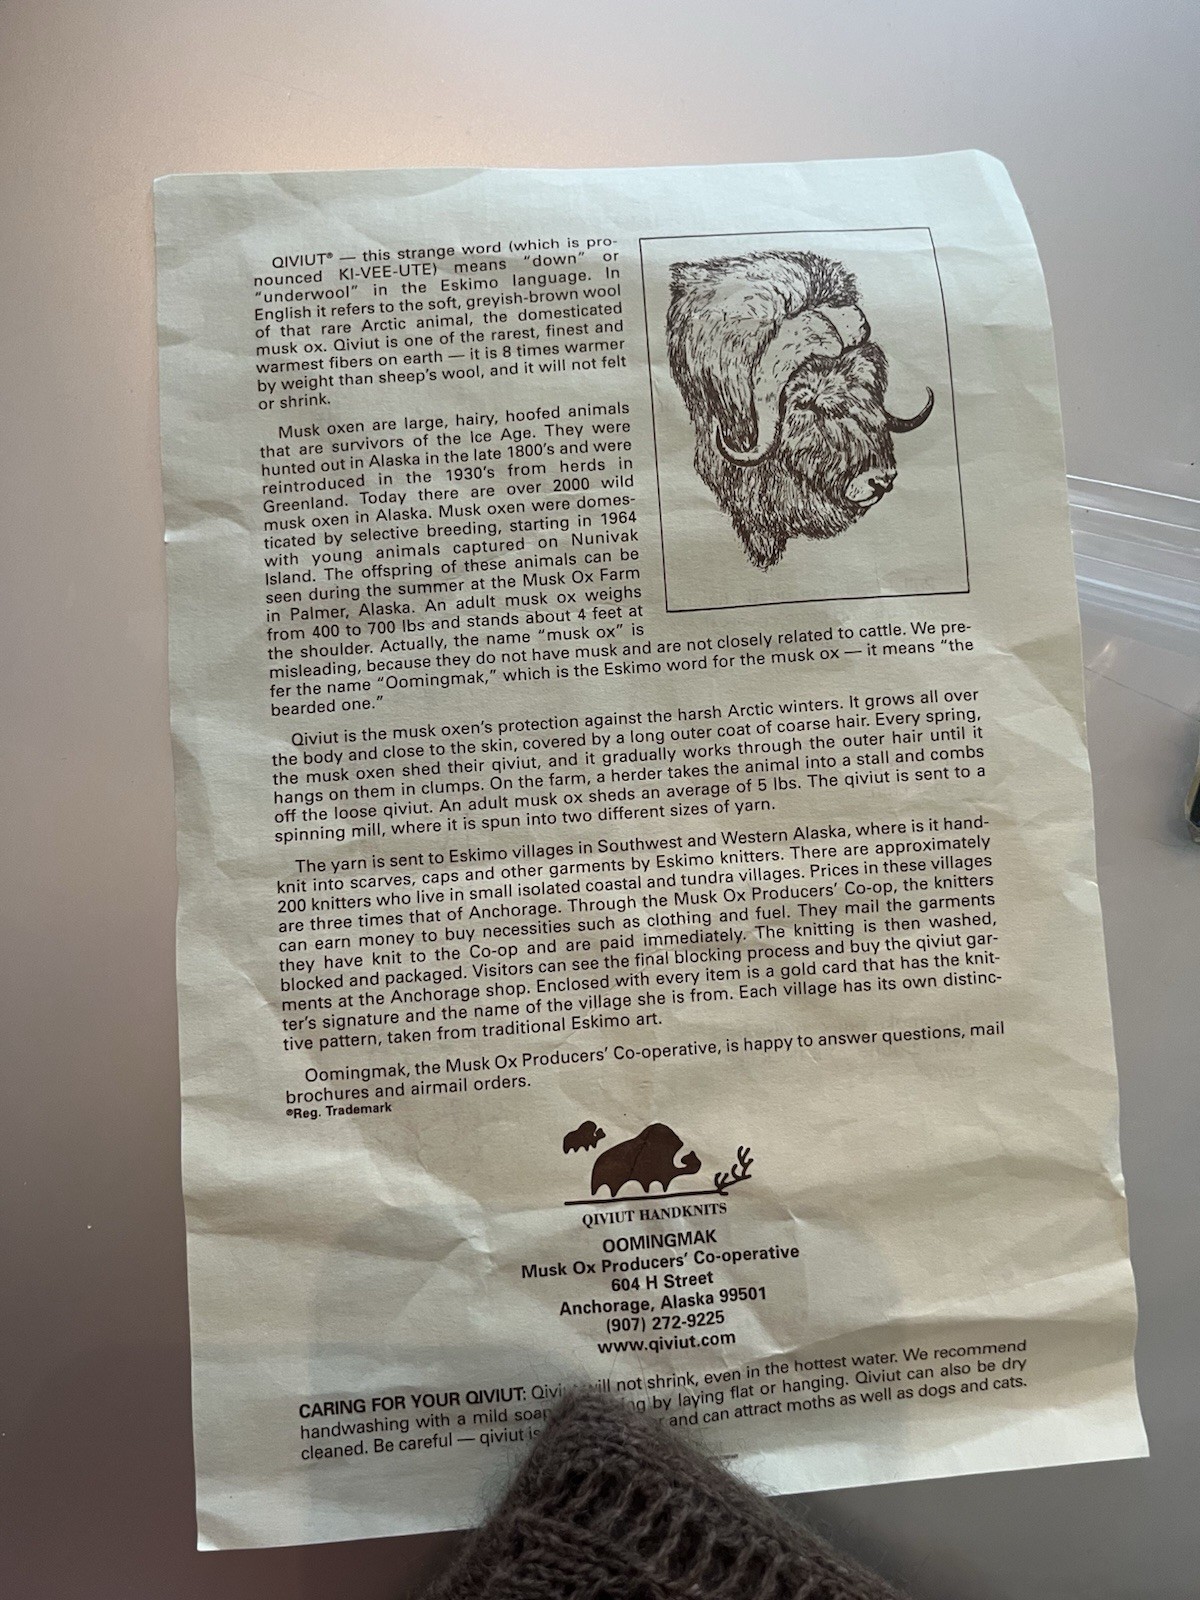 QIVIUT® — this strange word (which is pro-
nounced KI-VEE-UTE) means "down" or
"underwool" in the Eskimo language. In
English it refers to the soft, greyish-brown wool
of that rare Arctic animal, the domesticated
musk ox. Qiviut is one of the rarest, finest and
warmest fibers on earth — it is 8 times warmer
by weight than sheep's wool, and it will not felt
or shrink.
Musk oxen are large, hairy, hoofed animals
that are survivors of the Ice Age. They were
hunted out in Alaska in the late 1800's and were
reintroduced in the 1930's from herds in
Greenland. Today there are over 2000 wild
musk oxen in Alaska. Musk oxen were domes-
ticated by selective breeding, starting in 1964
with young animals captured on Nunivak
Island. The offspring of these animals can be
seen during the summer at the Musk Ox Farm
in Palmer, Alaska. An adult musk ox weighs
from 400 to 700 lbs and stands about 4 feet at
the shoulder. Actually, the name "musk ox" is
misleading, because they do not have musk and are not closely related to cattle. We pre-
fer the name "Oomingmak," which is the Eskimo word for the musk ox — it means "the
bearded one."
Qiviut is the musk oxen's protection against the harsh Arctic winters. It grows all over
the body and close to the skin, covered by a long outer coat of coarse hair. Every spring,
the musk oxen shed their qiviut, and it gradually works through the outer hair until it
hangs on them in clumps. On the farm, a herder takes the animal into a stall and combs
off the loose qiviut. An adult musk ox sheds an average of 5 lbs. The qiviut is sent to a
spinning mill, where it is spun into two different sizes of yarn.
The yarn is sent to Eskimo villages in Southwest and Western Alaska, where is it hand-
knit into scarves, caps and other garments by Eskimo knitters. There are approximately
200 knitters who live in small isolated coastal and tundra villages. Prices in these villages
are three times that of Anchorage. Through the Musk Ox Producers' Co-op, the knitters
can earn money to buy necessities such as clothing and fuel. They mail the garments
they have knit to the Co-op and are paid immediately. The knitting is then washed,
blocked and packaged. Visitors can see the final blocking process and buy the qiviut gar-
ments at the Anchorage shop. Enclosed with every item is a gold card that has the knit-
ter's signature and the name of the village she is from. Each village has its own distinc-
tive pattern, taken from traditional Eskimo art.
Oomingmak, the Musk Ox Producers' Co-operative, is happy to answer questions, mail
brochures and airmail orders.
®Reg. Trademark
QIVIUT HANDKNITS
OOMINGMAK
Musk Ox Producers' Co-operative
604 H Street
Anchorage, Alaska 99501
(907) 272-9225
www.qiviut.com
CARING FOR YOUR QIVIUT: will not shrink, even in the hottest water. We recommend
handwashing with a mild soap by laying flat or hanging. Qiviut can also be dry
cleaned. Be careful — qiviut is and can attract moths as well as dogs and cats.